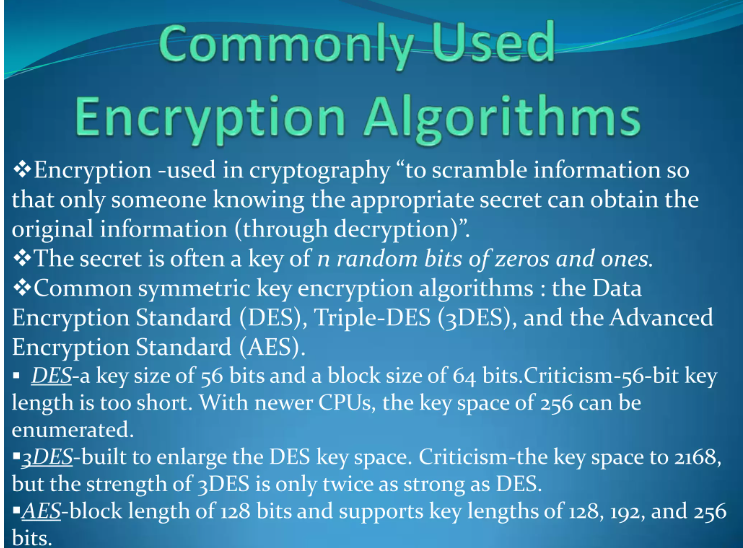 Commonly Used
Encryption Algorithms
❖Encryption -used in cryptography “to scramble information so
that only someone knowing the appropriate secret can obtain the
original information (through decryption)”.
❖The secret is often a key of n random bits of zeros and ones.
❖Common symmetric key encryption algorithms : the Data
Encryption Standard (DES), Triple-DES (3DES), and the Advanced
Encryption Standard (AES).
▪ DES-a key size of 56 bits and a block size of 64 bits.Criticism-56-bit key
length is too short. With newer CPUs, the key space of 256 can be
enumerated.
▪3DES-built to enlarge the DES key space. Criticism-the key space to 2168,
but the strength of 3DES is only twice as strong as DES.
▪AES-block length of 128 bits and supports key lengths of 128, 192, and 256
bits.